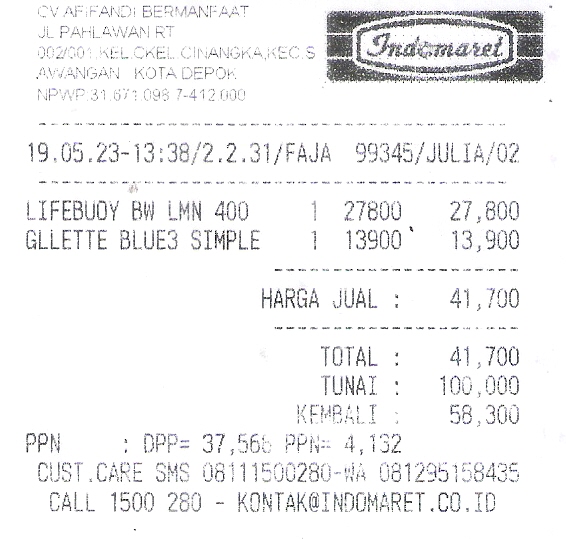 CV AFIFANDI BERMANFAAT
JL PAHLAWAN RT
Indomaret
002/001,KEL.CKEL.CINANGKA,KEC.S
AWANGAN KOTA DEPOK
NPWP:31.671.096.7-412.000
19.05.23-13:38/2.2.31/FAJA 99345/JULIA/02
LIFEBUOY BW LMN 400 1 27800 27,800
GLLETTE BLUE3 SIMPLE 1 13900 13,900
HARGA JUAL : 41,700
TOTAL : 41,700
TUNAI : 100,000
KEMBALI : 58,300
PPN : DPP= 37,568 PPN= 4,132
CUST.CARE SMS 08111500280-WA 081295158435
CALL 1500 280 - KONTAK@INDOMARET.CO.ID